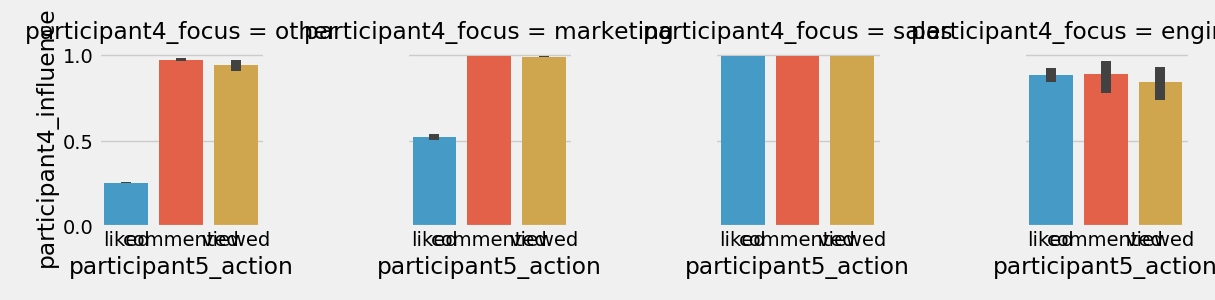 participant4_focus = other
participant4_focus = marketing
participant4_focus = sales
participant4_focus = engin
participant4_influence
1.0
0.5
0.0
liked commented viewed
liked commented viewed
liked commented viewed
liked commented viewed
participant5_action
participant5_action
participant5_action
participant5_action